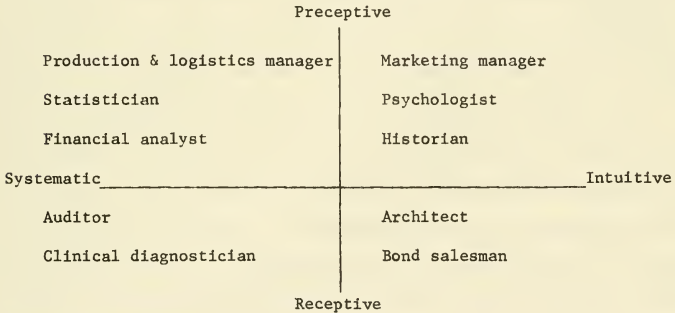 Preceptive
Production & logistics manager Marketing manager
Statistician Psychologist
Financial analyst Historian
Systematic Intuitive
Auditor Architect
Clinical diagnostician Bond salesman
Receptive